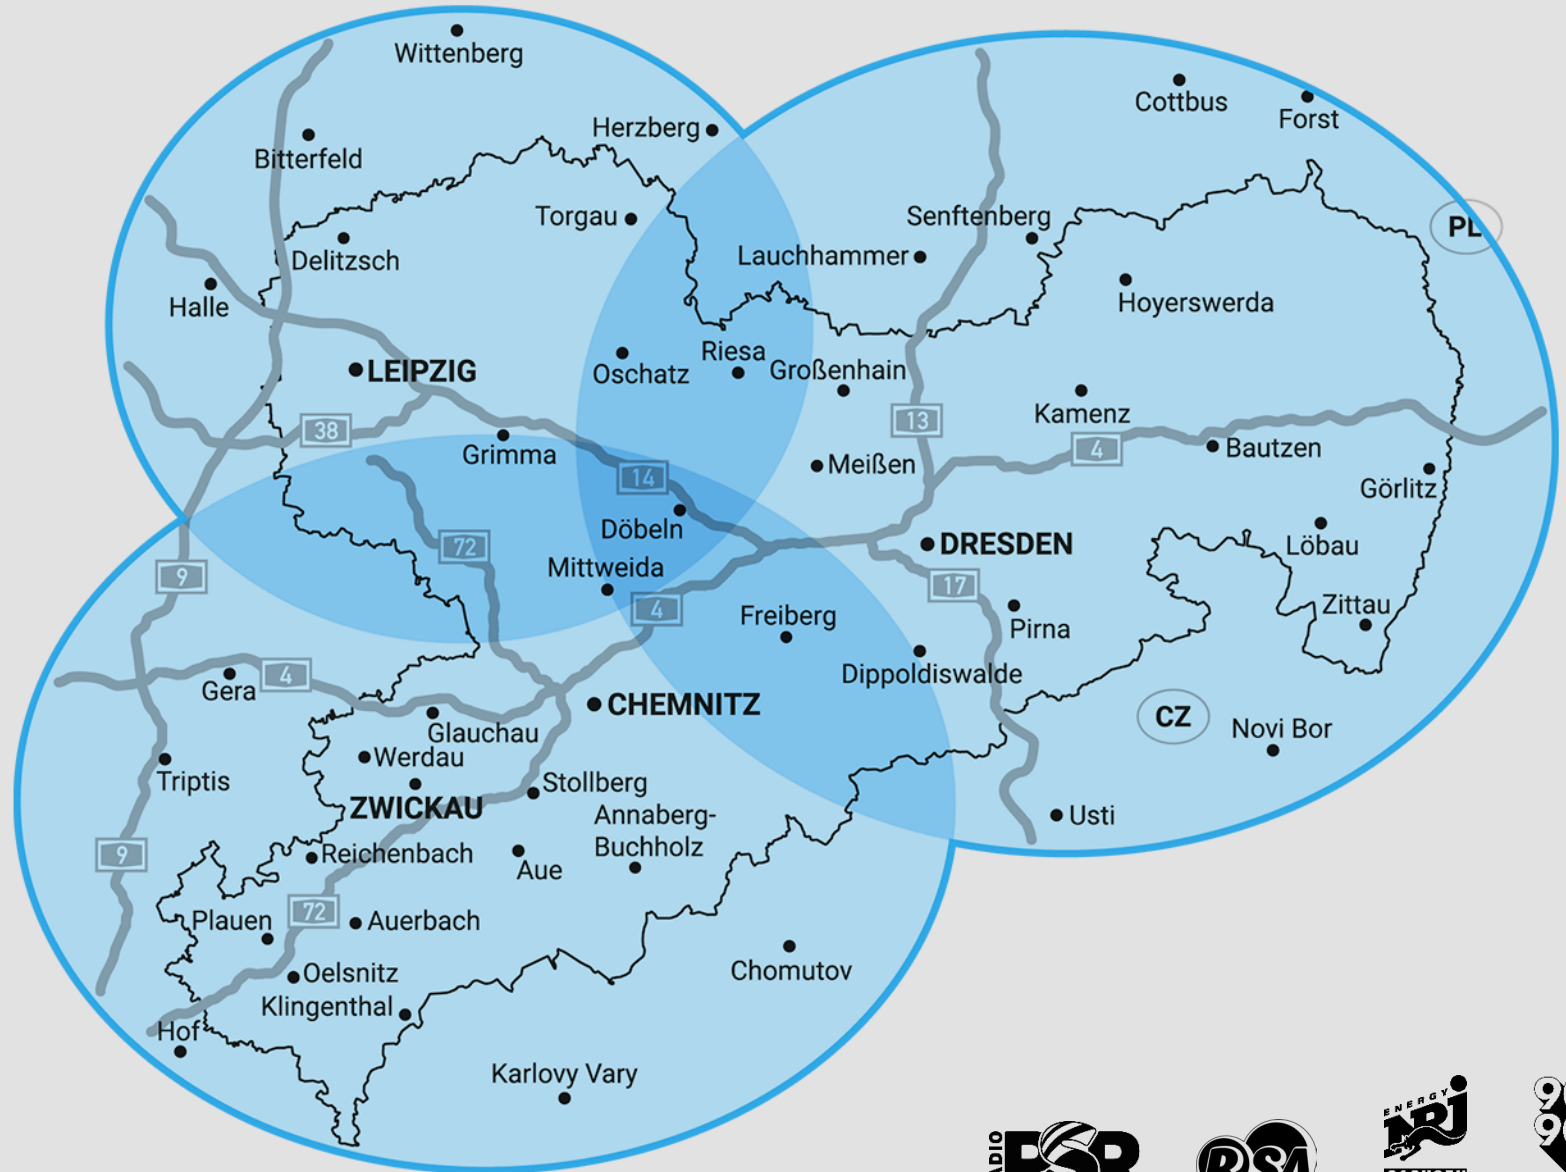 Wittenberg
Cottbus
Forst
Herzberg
Bitterfeld
Torgau
Senftenberg
PL
Delitzsch
Lauchhammer
Halle
Hoyerswerda
LEIPZIG
Riesa
Oschatz
Großenhain
Kamenz
38
13
4
Bautzen
Grimma
Meißen
14
Görlitz
Döbeln
72
DRESDEN
Löbau
Mittweida
9
17
4
Zittau
Freiberg
Pirna
Gera
4
Dippoldiswalde
CHEMNITZ
CZ
Novi Bor
Glauchau
Werdau
Triptis
Stollberg
ZWICKAU
Annaberg-
Buchholz
Usti
9
Reichenbach
Aue
72
Plauen
Auerbach
Oelsnitz
Chomutov
Klingenthal
Hof
Karlovy Vary
ENERGY
NRJ
RSA